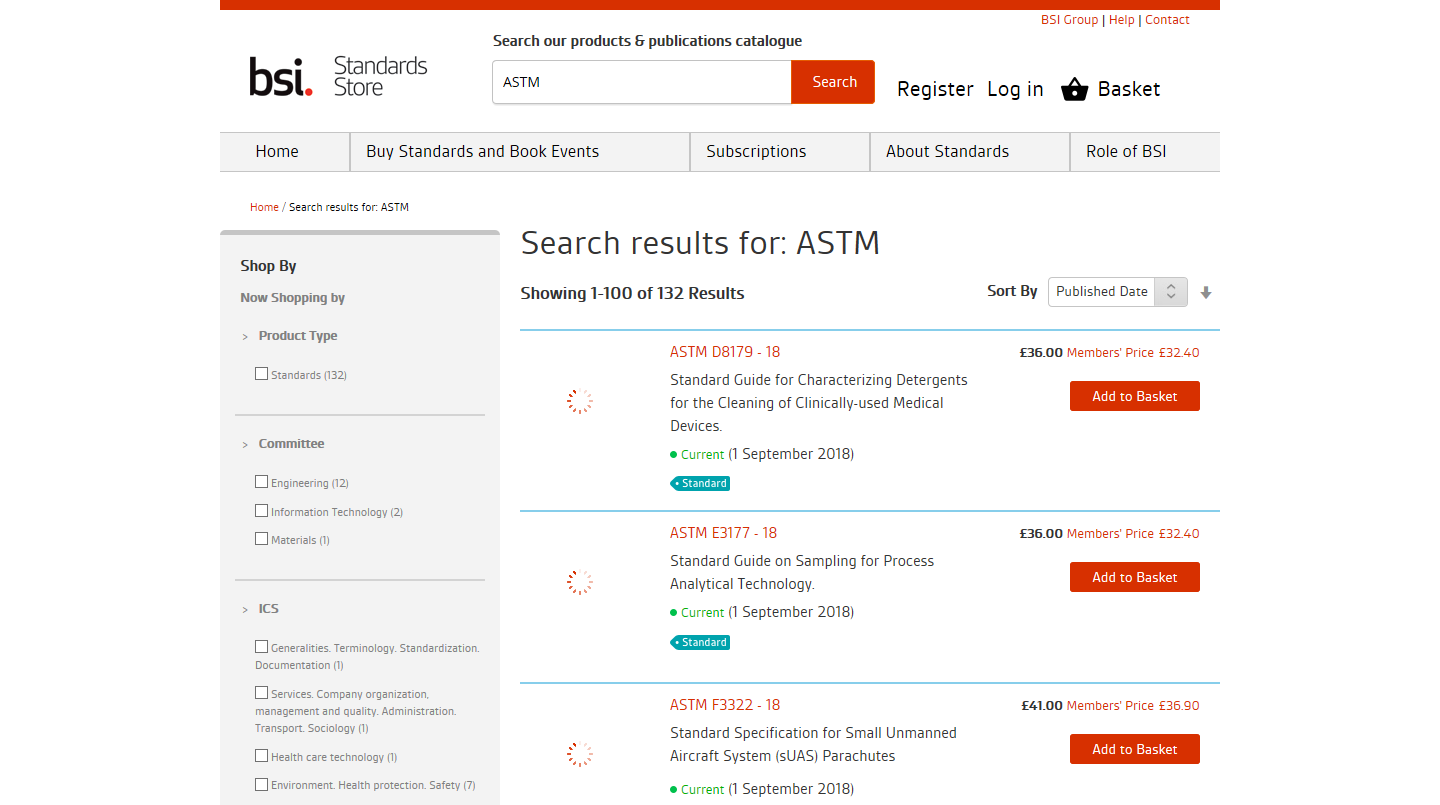 BSI Group | Help | Contact
Search our products & publications catalogue
bsi. Standards
Store
ASTM
Search
Register Log in Basket
Home
Buy Standards and Book Events
Subscriptions
About Standards
Role of BSI
Home / Search results for: ASTM
Shop By
Now Shopping by
> Product Type
Standards (132)
> Committee
Engineering (12)
Information Technology (2)
Materials (1)
> ICS
Generalities. Terminology. Standardization.
Documentation (1)
Services. Company organization,
management and quality. Administration.
Transport. Sociology (1)
Health care technology (1)
Environment. Health protection. Safety (7)
Search results for: ASTM
Showing 1-100 of 132 Results
Sort By Published Date
ASTM D8179 - 18
£36.00 Members' Price £32.40
Standard Guide for Characterizing Detergents
for the Cleaning of Clinically-used Medical
Devices.
Add to Basket
Current (1 September 2018)
Standard
ASTM E3177 - 18
£36.00 Members' Price £32.40
Standard Guide on Sampling for Process
Analytical Technology.
Add to Basket
Current (1 September 2018)
Standard
ASTM F3322 - 18
£41.00 Members' Price £36.90
Standard Specification for Small Unmanned
Aircraft System (sUAS) Parachutes
Add to Basket
Current (1 September 2018)